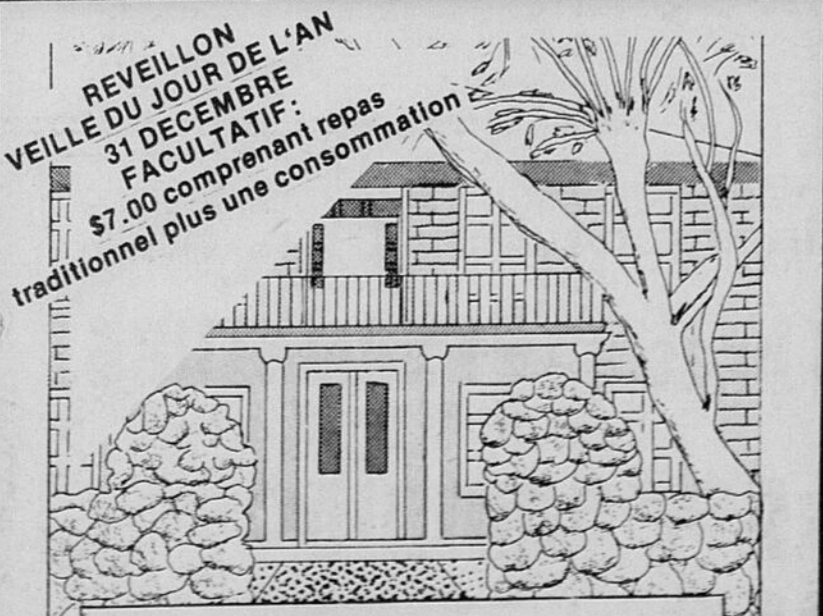 REVEILLON
VEILLE DU JOUR DE L'AN
31 DECEMBRE
FACULTATIF:
$7.00 comprenant repas
traditionnel plus une consommation